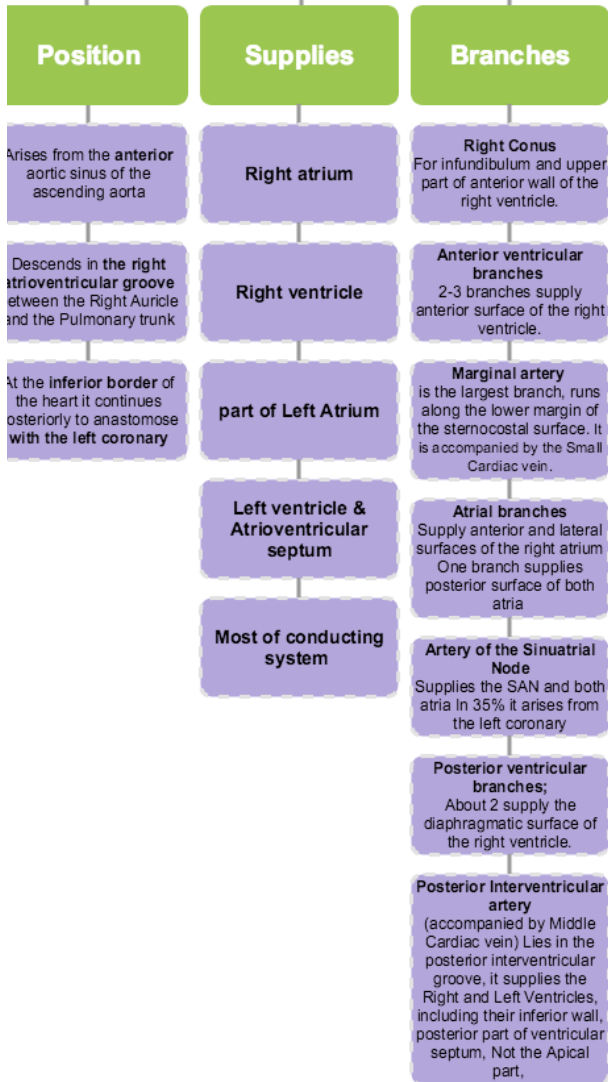 Position
Supplies
Branches
Arises from the anterior
aortic sinus of the
ascending aorta
Descends in the right
atrioventricular groove
between the Right Auricle
and the Pulmonary trunk
At the inferior border of
the heart it continues
posteriorly to anastomose
with the left coronary
Right atrium
Right ventricle
part of Left Atrium
Left ventricle &
Atrioventricular
septum
Most of conducting
system
Right Conus
For infundibulum and upper
part of anterior wall of the
right ventricle.
Anterior ventricular
branches
2-3 branches supply
anterior surface of the right
ventricle.
Marginal artery
is the largest branch, runs
along the lower margin of
the sternocostal surface. It
is accompanied by the Small
Cardiac vein.
Atrial branches
Supply anterior and lateral
surfaces of the right atrium
One branch supplies
posterior surface of both
atria
Artery of the Sinuatrial
Node
Supplies the SAN and both
atria In 35% it arises from
the left coronary
Posterior ventricular
branches;
About 2 supply the
diaphragmatic surface of
the right ventricle.
Posterior Interventricular
artery
(accompanied by Middle
Cardiac vein) Lies in the
posterior interventricular
groove, it supplies the
Right and Left Ventricles,
including their inferior wall,
posterior part of ventricular
septum, Not the Apical
part,